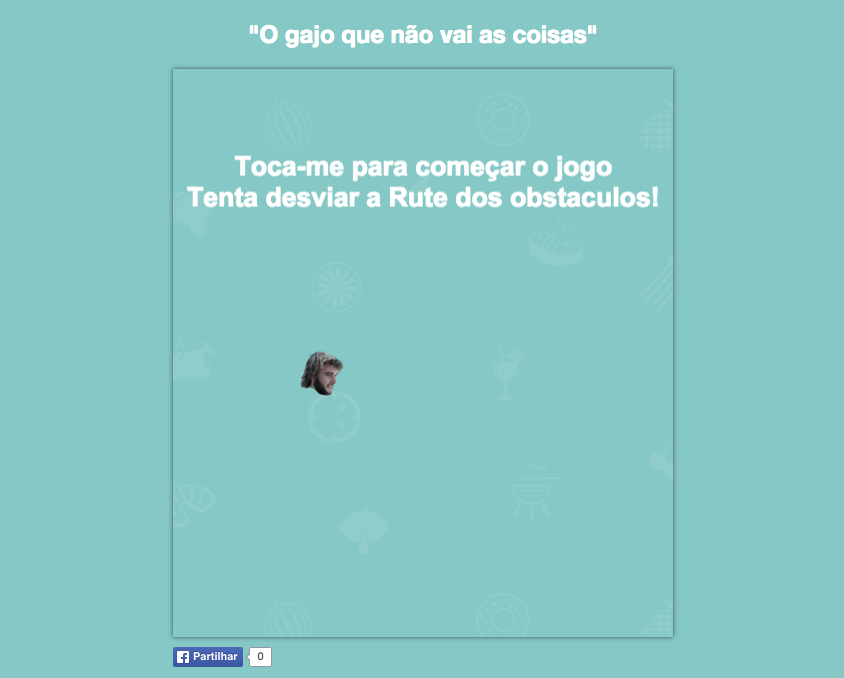 "O gajo que não vai as coisas"
Toca-me para começar o jogo
Tenta desviar a Rute dos obstaculos!
Partilhar 0